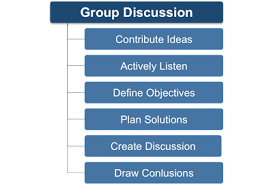 Group Discussion
Contribute Ideas
Actively Listen
Define Objectives
Plan Solutions
Create Discussion
Draw Conlusions